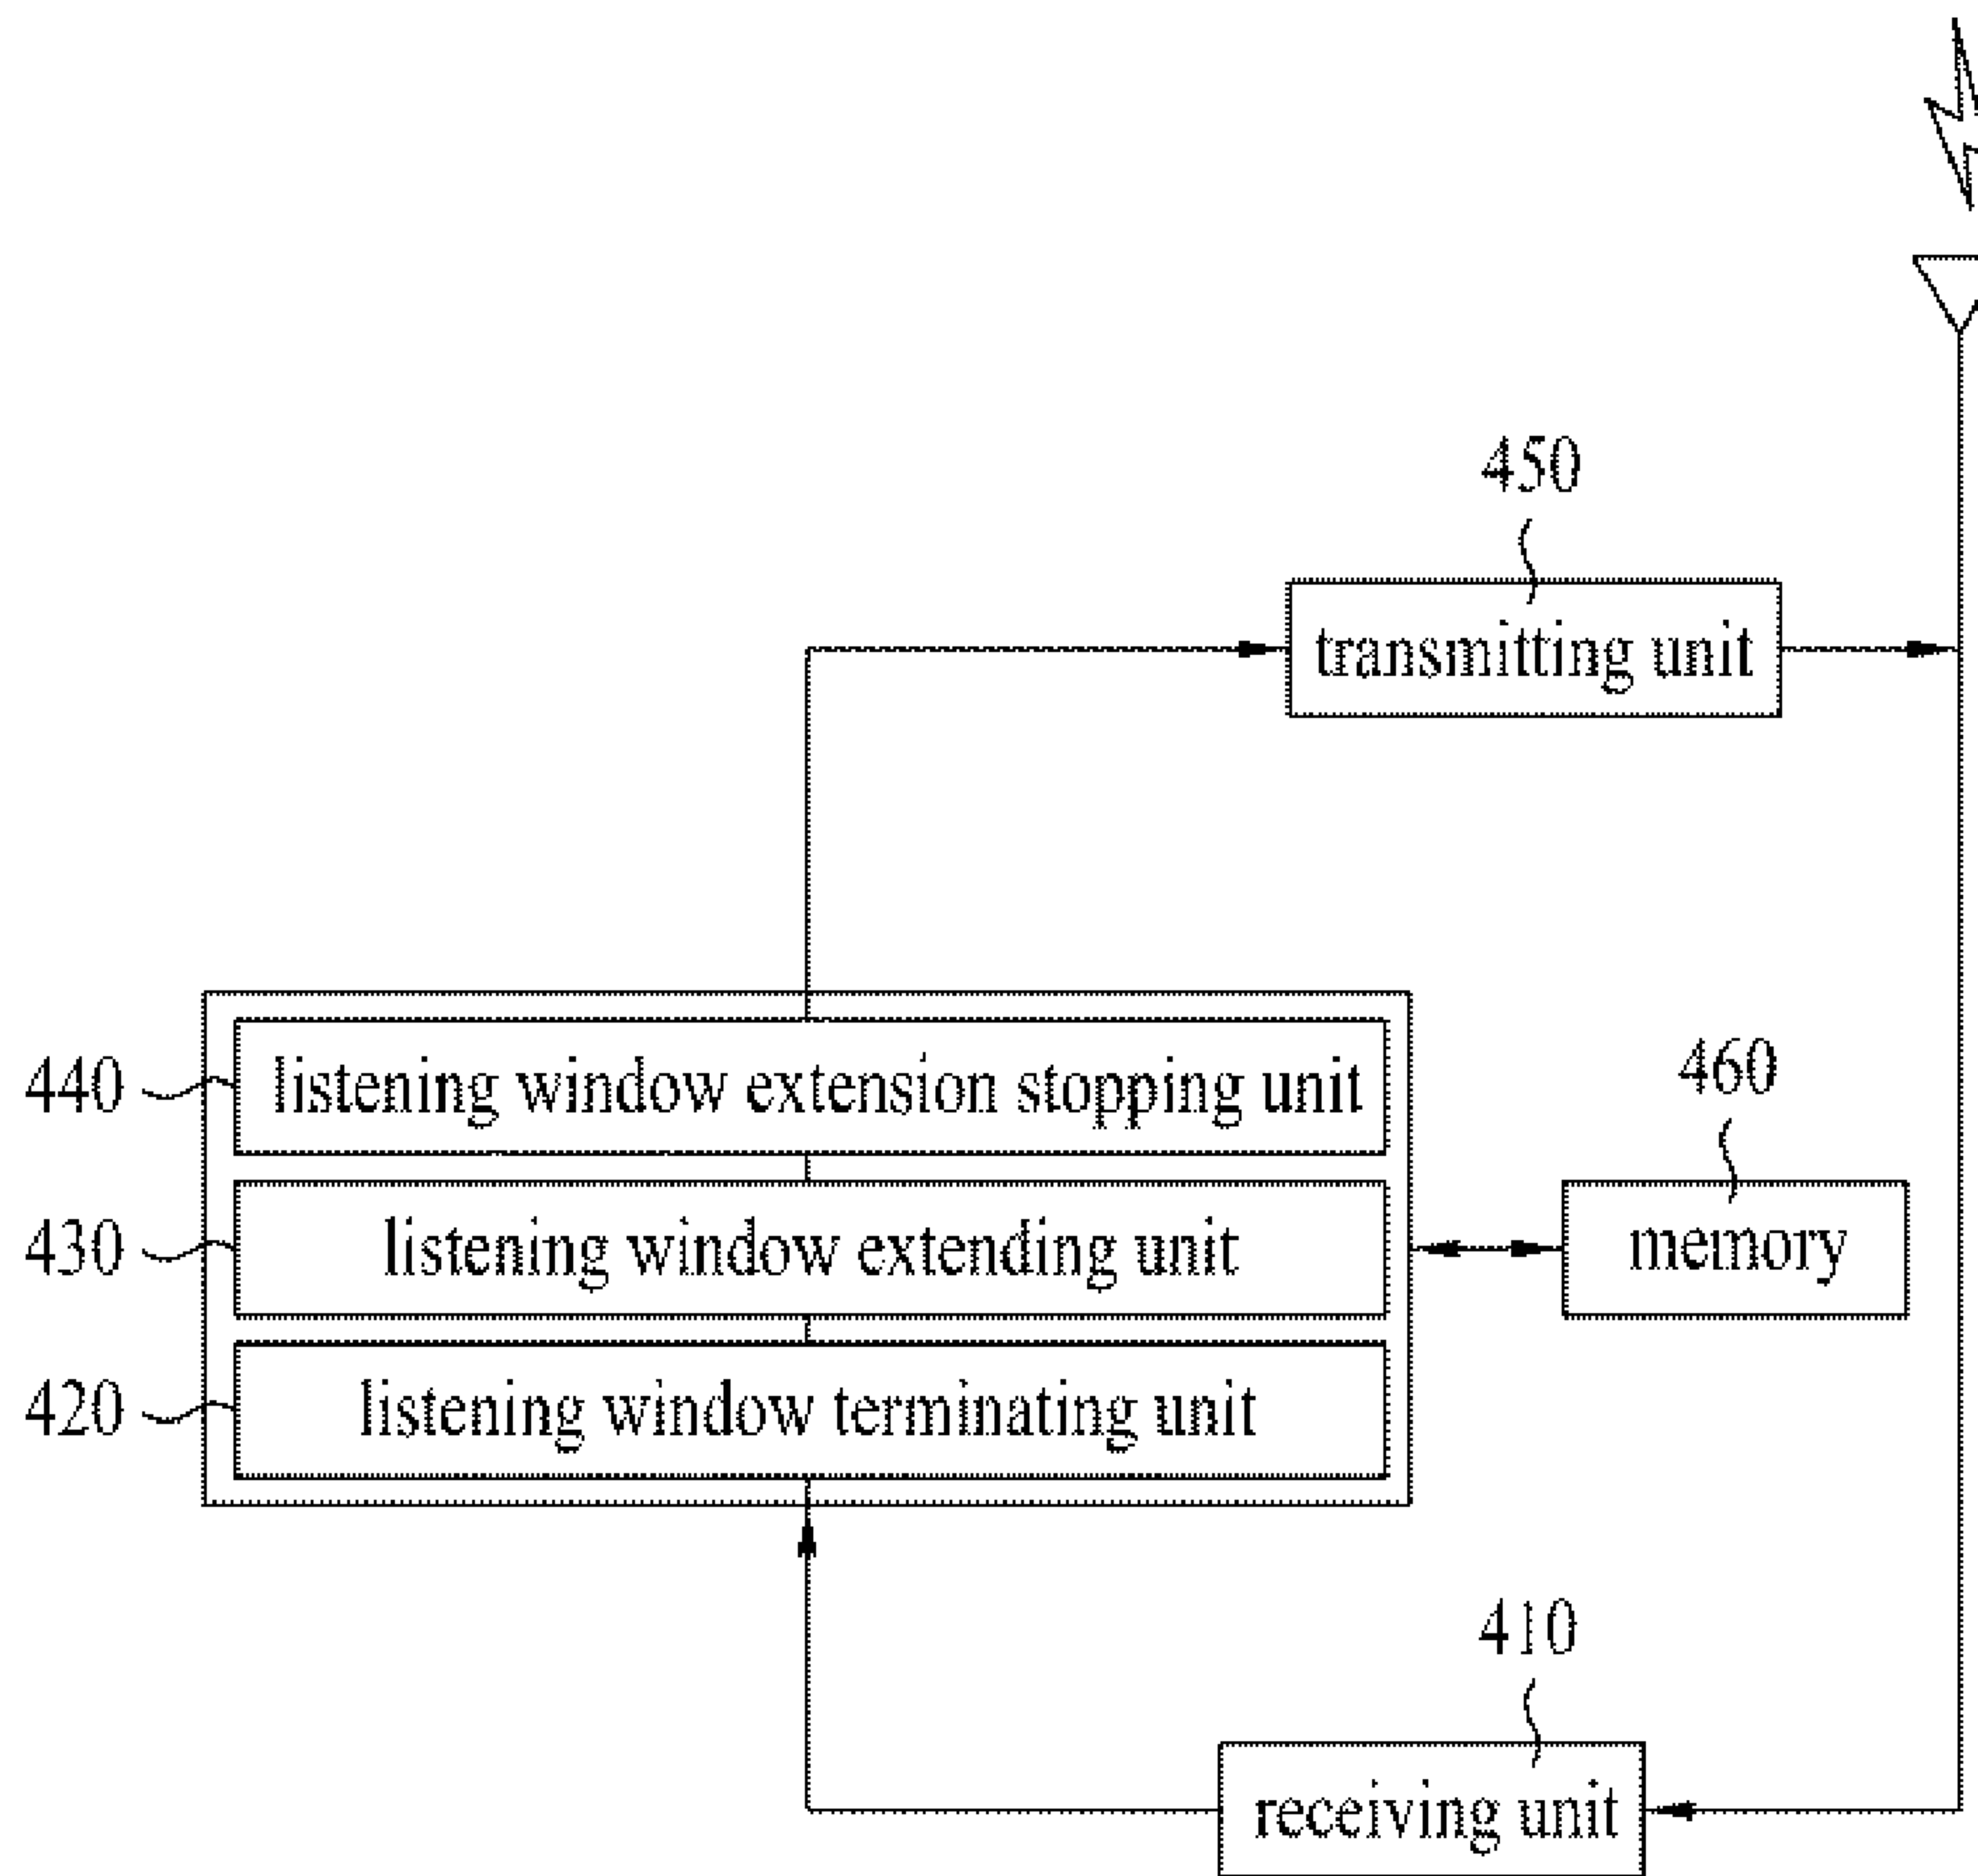 450
transmitting unit
440
listening window extension stopping unit
460
430
listening window extending unit
memory
420
listening window terminating unit
410
receiving unit